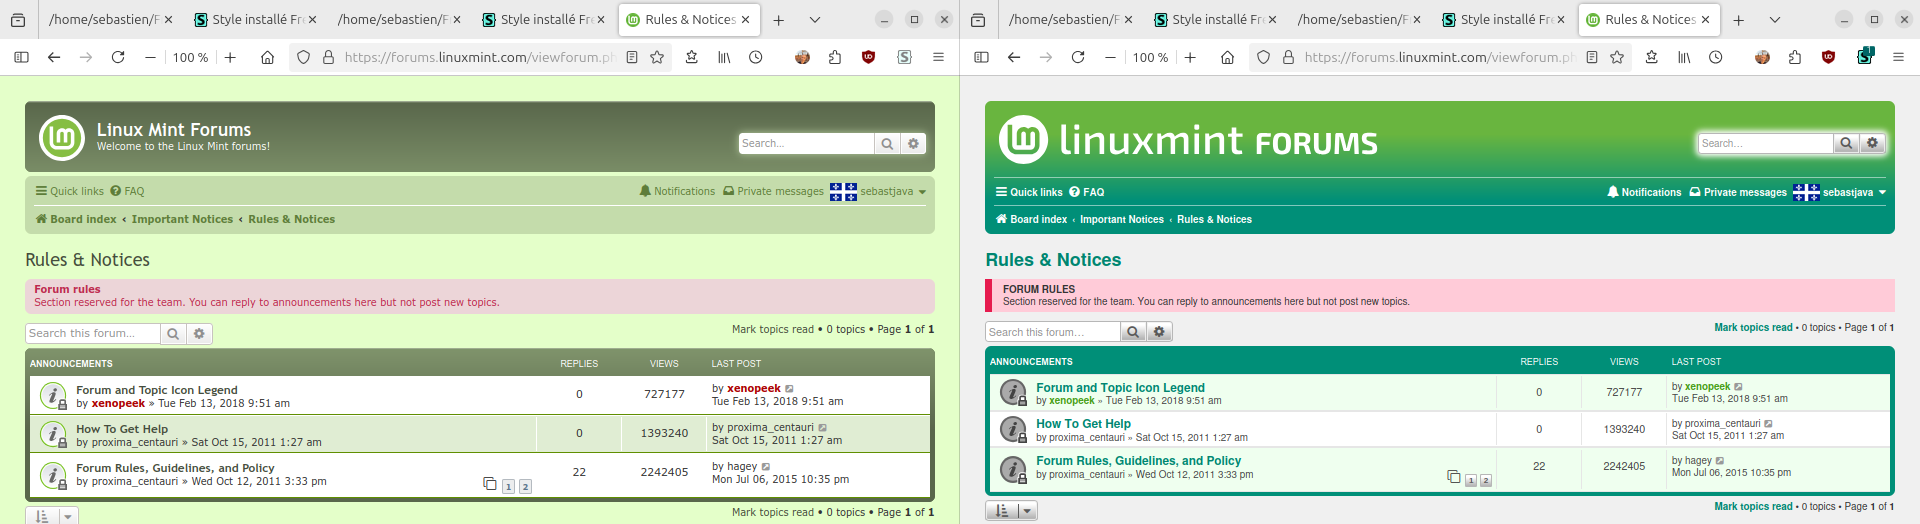 /home/sebastien/F
Style installé Fre
/home/sebastien/F
Style installé Fre
Rules & Notices
100 %
https://forums.linuxmint.com/viewforum.ph
Linux Mint Forums
Welcome to the Linux Mint forums!
Search…
Quick links
FAQ
Notifications
Private messages
sebastjava
Board index ‹ Important Notices ‹ Rules & Notices
Rules & Notices
Forum rules
Section reserved for the team. You can reply to announcements here but not post new topics.
Search this forum…
Mark topics read • 0 topics • Page 1 of 1
ANNOUNCEMENTS REPLIES VIEWS LAST POST
Forum and Topic Icon Legend
by xenopeek » Tue Feb 13, 2018 9:51 am
0
727177
by xenopeek
Tue Feb 13, 2018 9:51 am
How To Get Help
by proxima_centauri » Sat Oct 15, 2011 1:27 am
0
1393240
by proxima_centauri
Sat Oct 15, 2011 1:27 am
Forum Rules, Guidelines, and Policy
by proxima_centauri » Wed Oct 12, 2011 3:33 pm
1 2
22
2242405
by hagey
Mon Jul 06, 2015 10:35 pm
Mark topics read • 0 topics • Page 1 of 1
/home/sebastien/F
Style installé Fre
/home/sebastien/F
Style installé Fre
Rules & Notices
100 %
https://forums.linuxmint.com/viewforum.ph
1
linuxmint FORUMS
Search…
Quick links
FAQ
Notifications
Private messages
sebastjava
Board index ‹ Important Notices ‹ Rules & Notices
Rules & Notices
FORUM RULES
Section reserved for the team. You can reply to announcements here but not post new topics.
Search this forum…
Mark topics read • 0 topics • Page 1 of 1
ANNOUNCEMENTS REPLIES VIEWS LAST POST
Forum and Topic Icon Legend
by xenopeek » Tue Feb 13, 2018 9:51 am
0
727177
by xenopeek
Tue Feb 13, 2018 9:51 am
How To Get Help
by proxima_centauri » Sat Oct 15, 2011 1:27 am
0
1393240
by proxima_centauri
Sat Oct 15, 2011 1:27 am
Forum Rules, Guidelines, and Policy
by proxima_centauri » Wed Oct 12, 2011 3:33 pm
1 2
22
2242405
by hagey
Mon Jul 06, 2015 10:35 pm
Mark topics read • 0 topics • Page 1 of 1